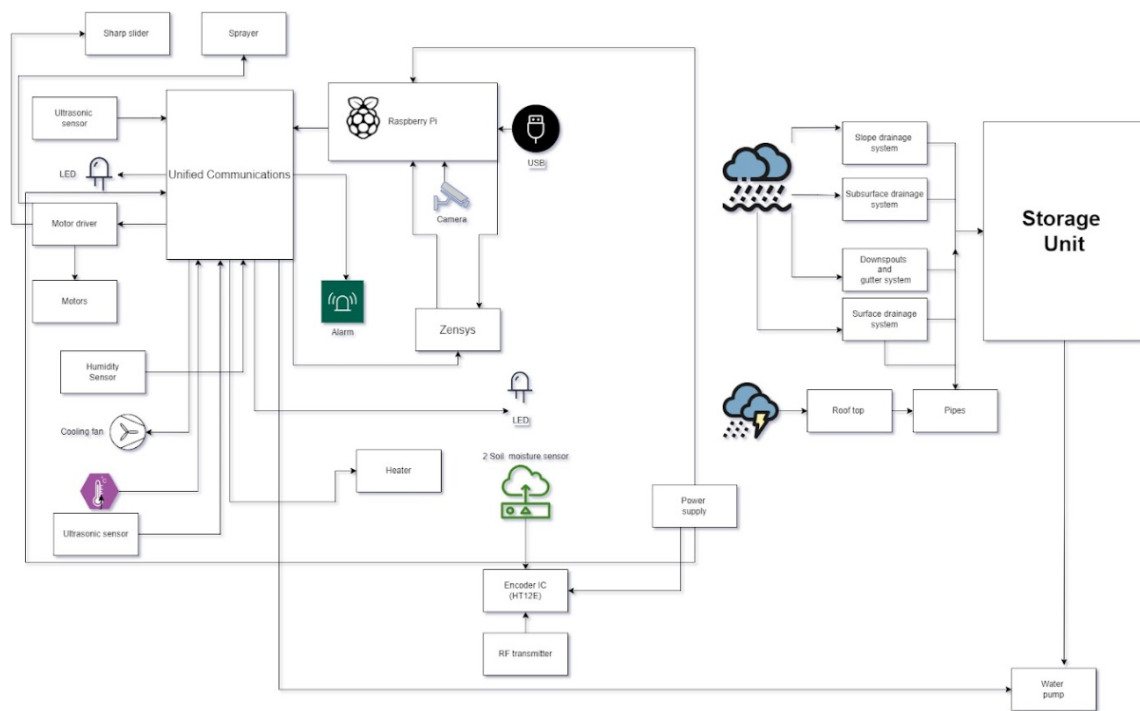 Sharp slider
Sprayer
Ultrasonic
sensor
Raspberry Pi
USB
Slope drainage
system
Unified Communications
LED
Storage
Unit
Subsurface drainage
system
Camera
Motor driver
Downspouts
and
gutter system
Motors
Surface drainage
system
Alarm
Zensys
Humidity
Sensor
LED
Roof top
Pipes
Cooling fan
2 Soil moisture sensor
Heater
Power
supply
Ultrasonic sensor
Encoder IC
(HT12E)
RF transmitter
Water
pump